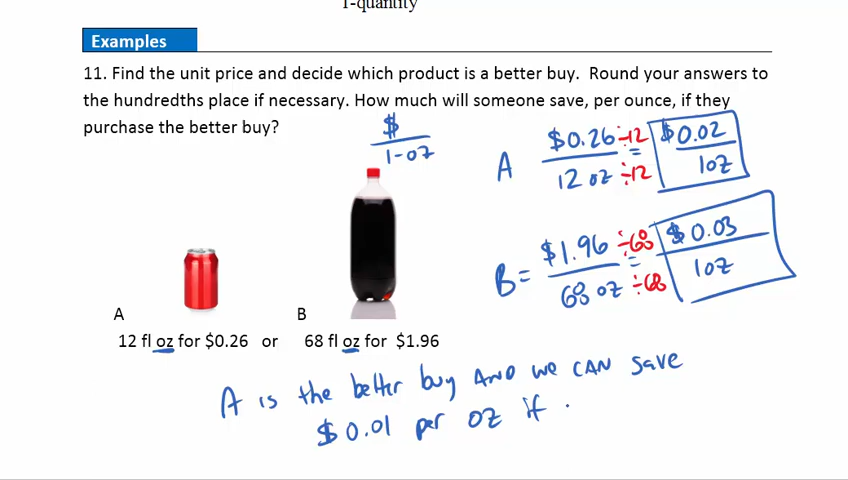 1-quantity
Examples
11. Find the unit price and decide which product is a better buy. Round your answers to
the hundredths place if necessary. How much will someone save, per ounce, if they
purchase the better buy?
$
1-oz
A $0.26 ÷12 = $0.02
12 oz ÷12 1oz
B = $1.96 ÷68 = $0.03
68 oz ÷68 1oz
A B
12 fl oz for $0.26 or 68 fl oz for $1.96
A is the better buy AND we CAN save
$0.01 per oz if